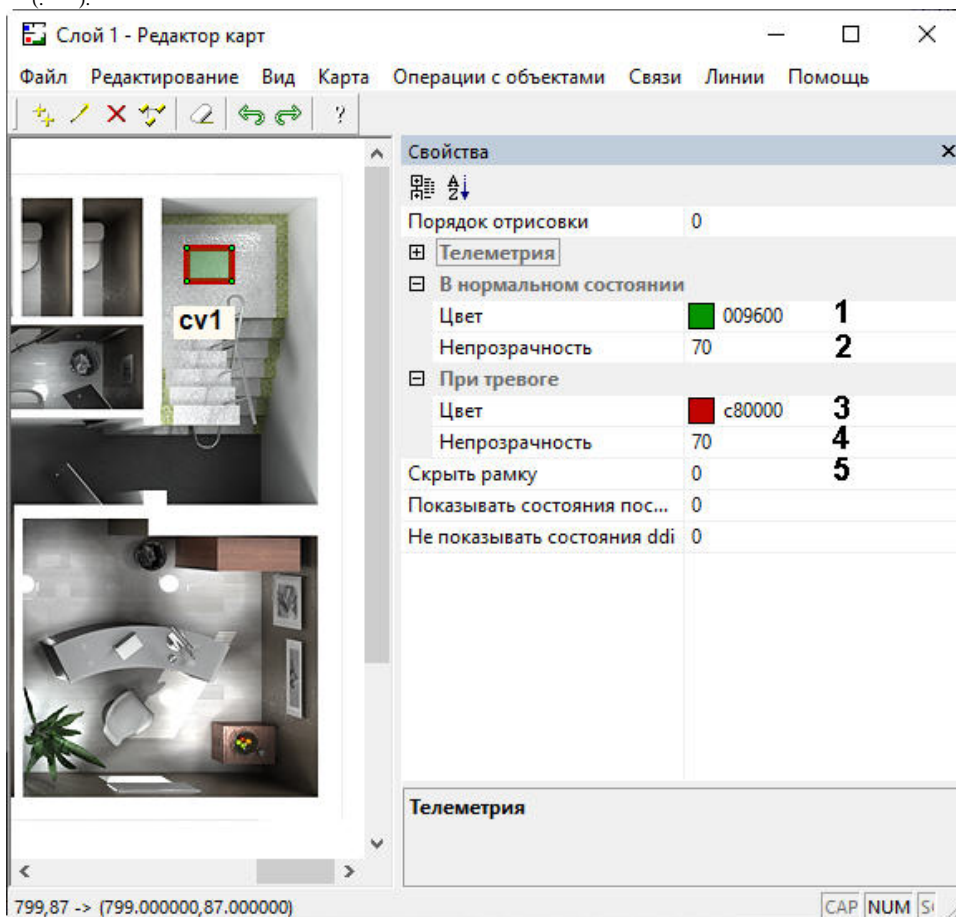 (. ).
Слой 1 - Редактор карт
Файл Редактирование Вид Карта Операции с объектами Связи Линии Помощь
?
Свойства
A Z
Порядок отрисовки 0
Телеметрия
В нормальном состоянии
Цвет 009600 1
cv1
Непрозрачность 70 2
При тревоге
Цвет c80000 3
Непрозрачность 70 4
Скрыть рамку 0 5
Показывать состояния пос... 0
Не показывать состояния ddi 0
Телеметрия
799,87 -> (799.000000,87.000000) CAP NUM